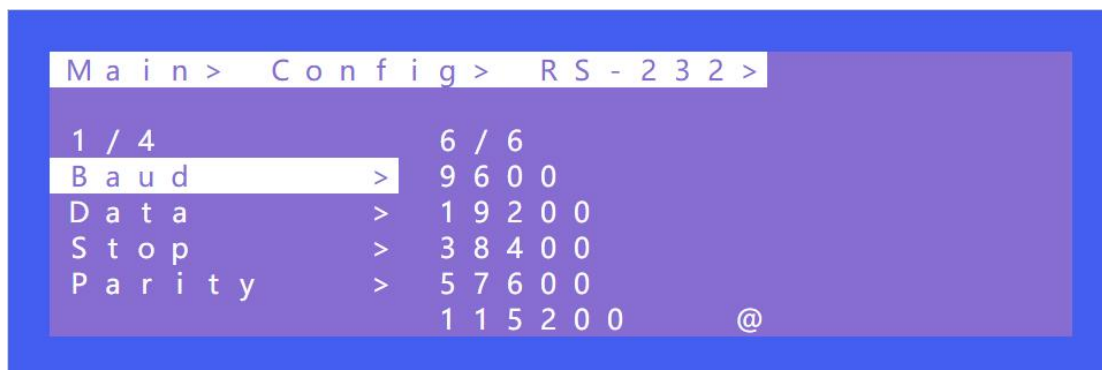 Main> Config> RS-232>
1/4 6/6
Baud > 9600
Data > 19200
Stop > 38400
Parity > 57600
115200 @